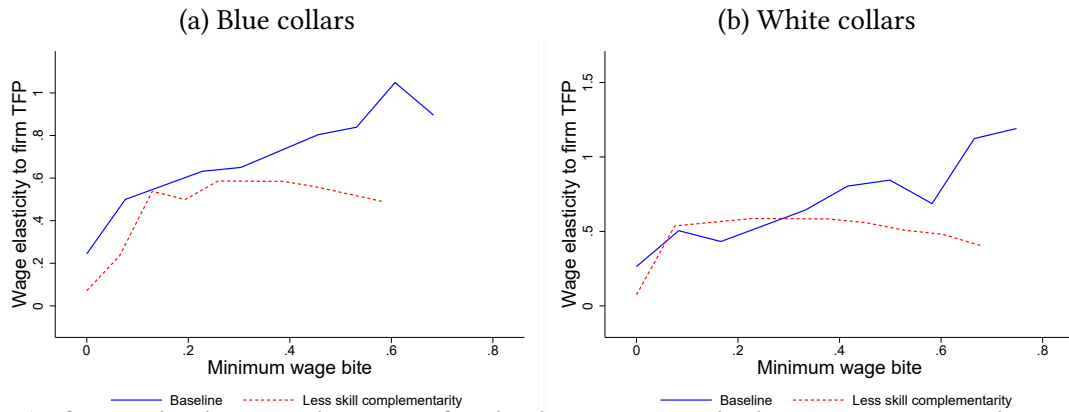 (a) Blue collars
Wage elasticity to firm TFP
0
.2
.4
.6
.8
1
0
.2
.4
.6
.8
Minimum wage bite
Baseline
Less skill complementarity
(b) White collars
Wage elasticity to firm TFP
0
.5
1
1.5
0
.2
.4
.6
.8
Minimum wage bite
Baseline
Less skill complementarity